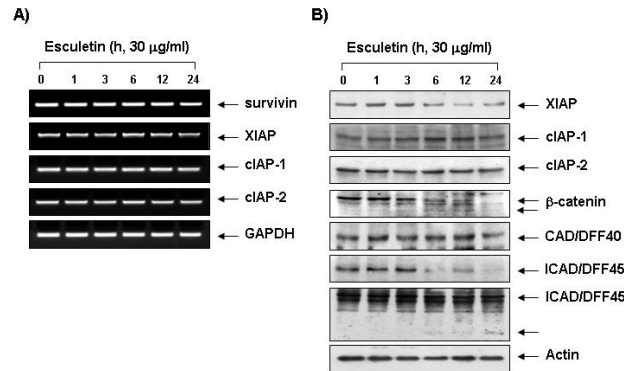 A)
Esculetin (h, 30 μg/ml)
0 1 3 6 12 24
survivin
XIAP
cIAP-1
cIAP-2
GAPDH
B)
Esculetin (h, 30 μg/ml)
0 1 3 6 12 24
XIAP
cIAP-1
cIAP-2
β-catenin
CAD/DFF40
ICAD/DFF45
ICAD/DFF45
Actin